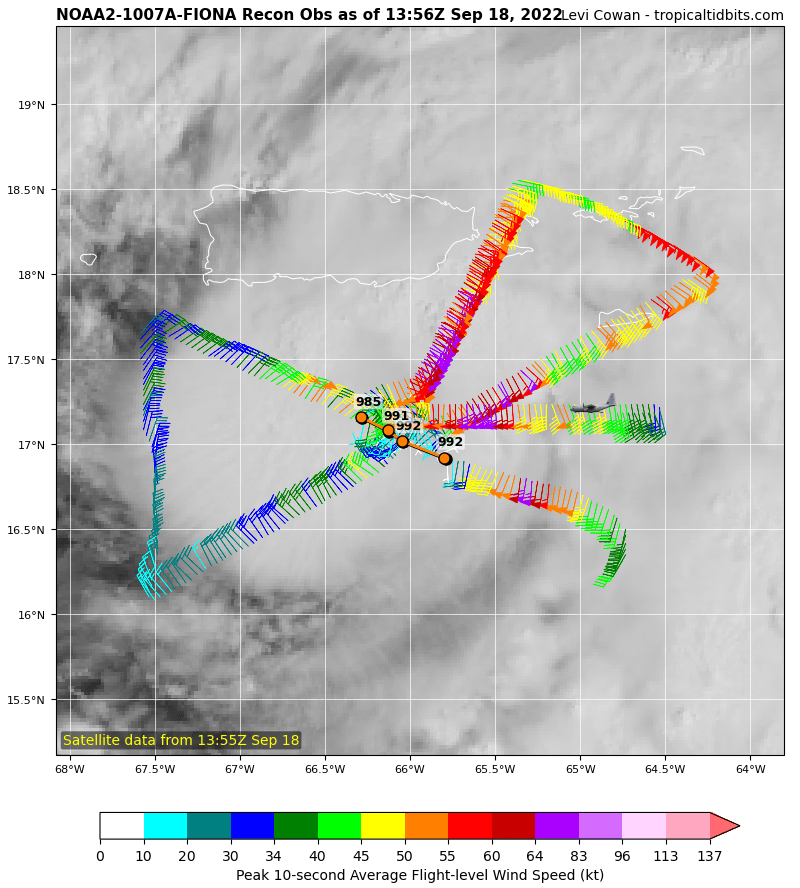 NOAA2-1007A-FIONA Recon Obs as of 13:56Z Sep 18, 2022 Levi Cowan - tropicaltidbits.com
19°N
18.5°N
18°N
17.5°N
985
991
992
992
17°N
16.5°N
16°N
15.5°N
Satellite data from 13:55Z Sep 18
68°W 67.5°W 67°W 66.5°W 66°W 65.5°W 65°W 64.5°W 64°W
0 10 20 30 34 40 45 50 55 60 64 83 96 113 137
Peak 10-second Average Flight-level Wind Speed (kt)